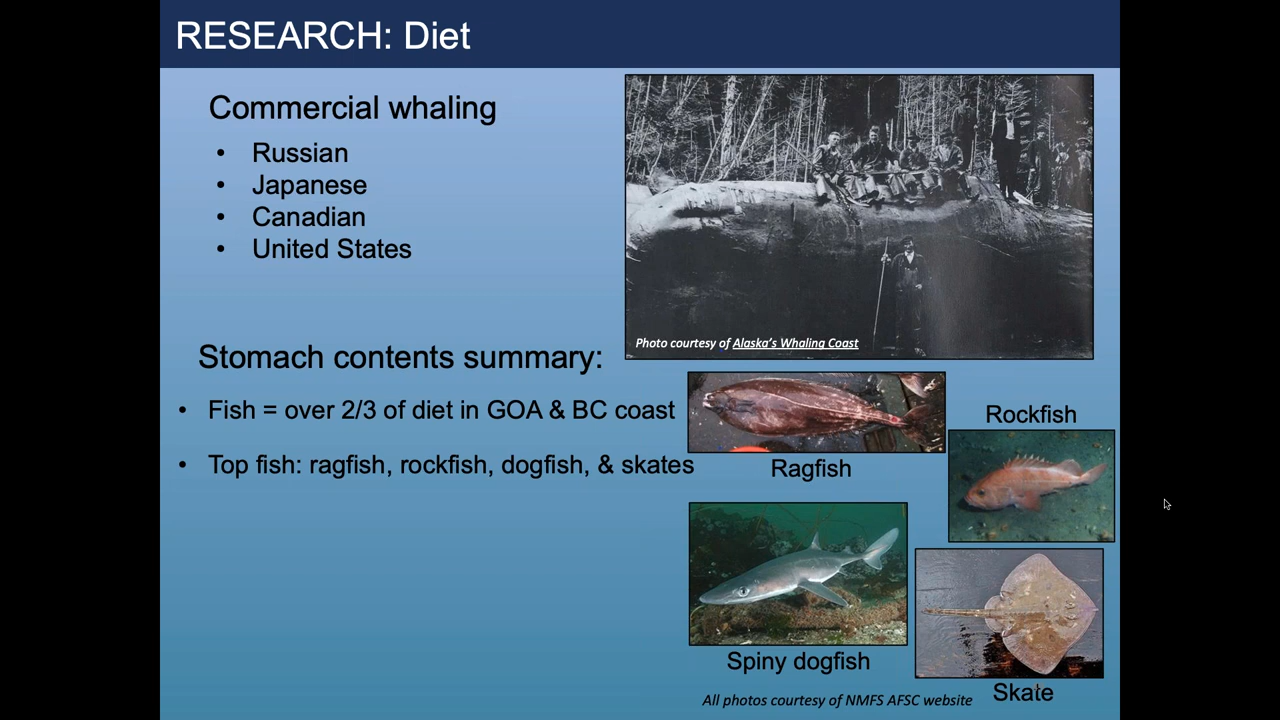 RESEARCH: Diet
Commercial whaling
• Russian
• Japanese
• Canadian
• United States
Photo courtesy of Alaska's Whaling Coast
Stomach contents summary:
• Fish = over 2/3 of diet in GOA & BC coast
• Top fish: ragfish, rockfish, dogfish, & skates
Ragfish
Rockfish
Spiny dogfish
Skate
All photos courtesy of NMFS AFSC website